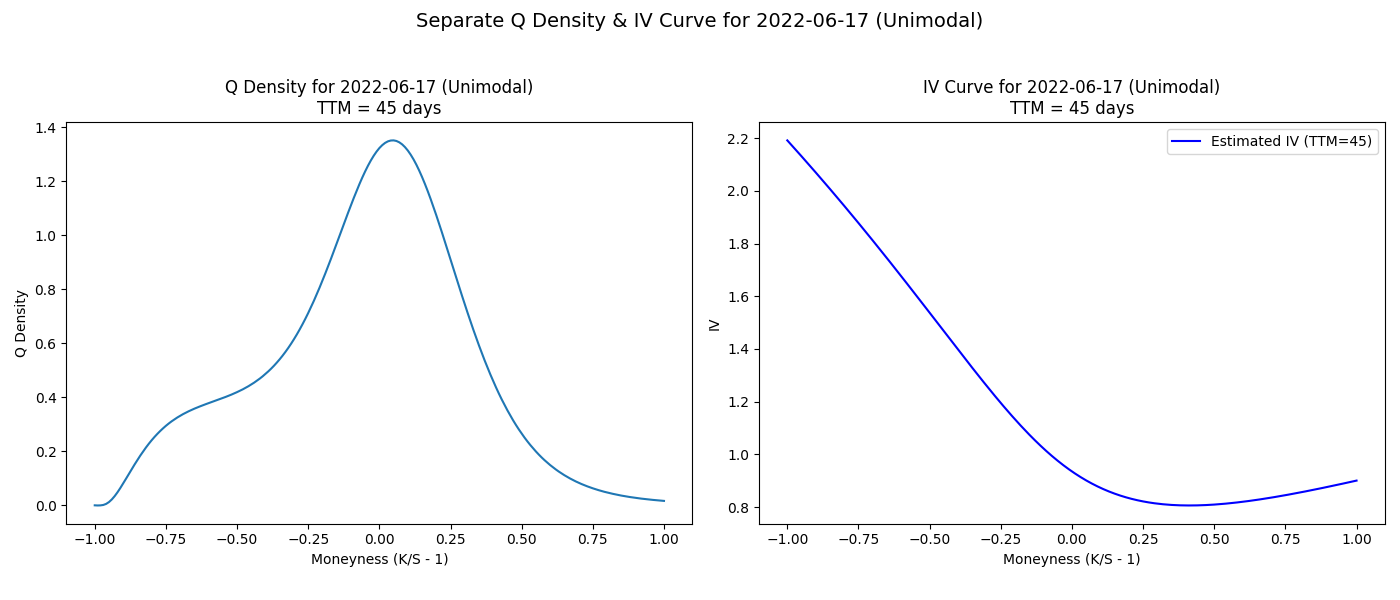 Separate Q Density & IV Curve for 2022-06-17 (Unimodal)
Q Density for 2022-06-17 (Unimodal)
TTM = 45 days
1.4
1.2
1.0
0.8
0.6
0.4
0.2
0.0
Q Density
−1.00 −0.75 −0.50 −0.25 0.00 0.25 0.50 0.75 1.00
Moneyness (K/S - 1)
IV Curve for 2022-06-17 (Unimodal)
TTM = 45 days
Estimated IV (TTM=45)
2.2
2.0
1.8
1.6
1.4
1.2
1.0
0.8
IV
−1.00 −0.75 −0.50 −0.25 0.00 0.25 0.50 0.75 1.00
Moneyness (K/S - 1)